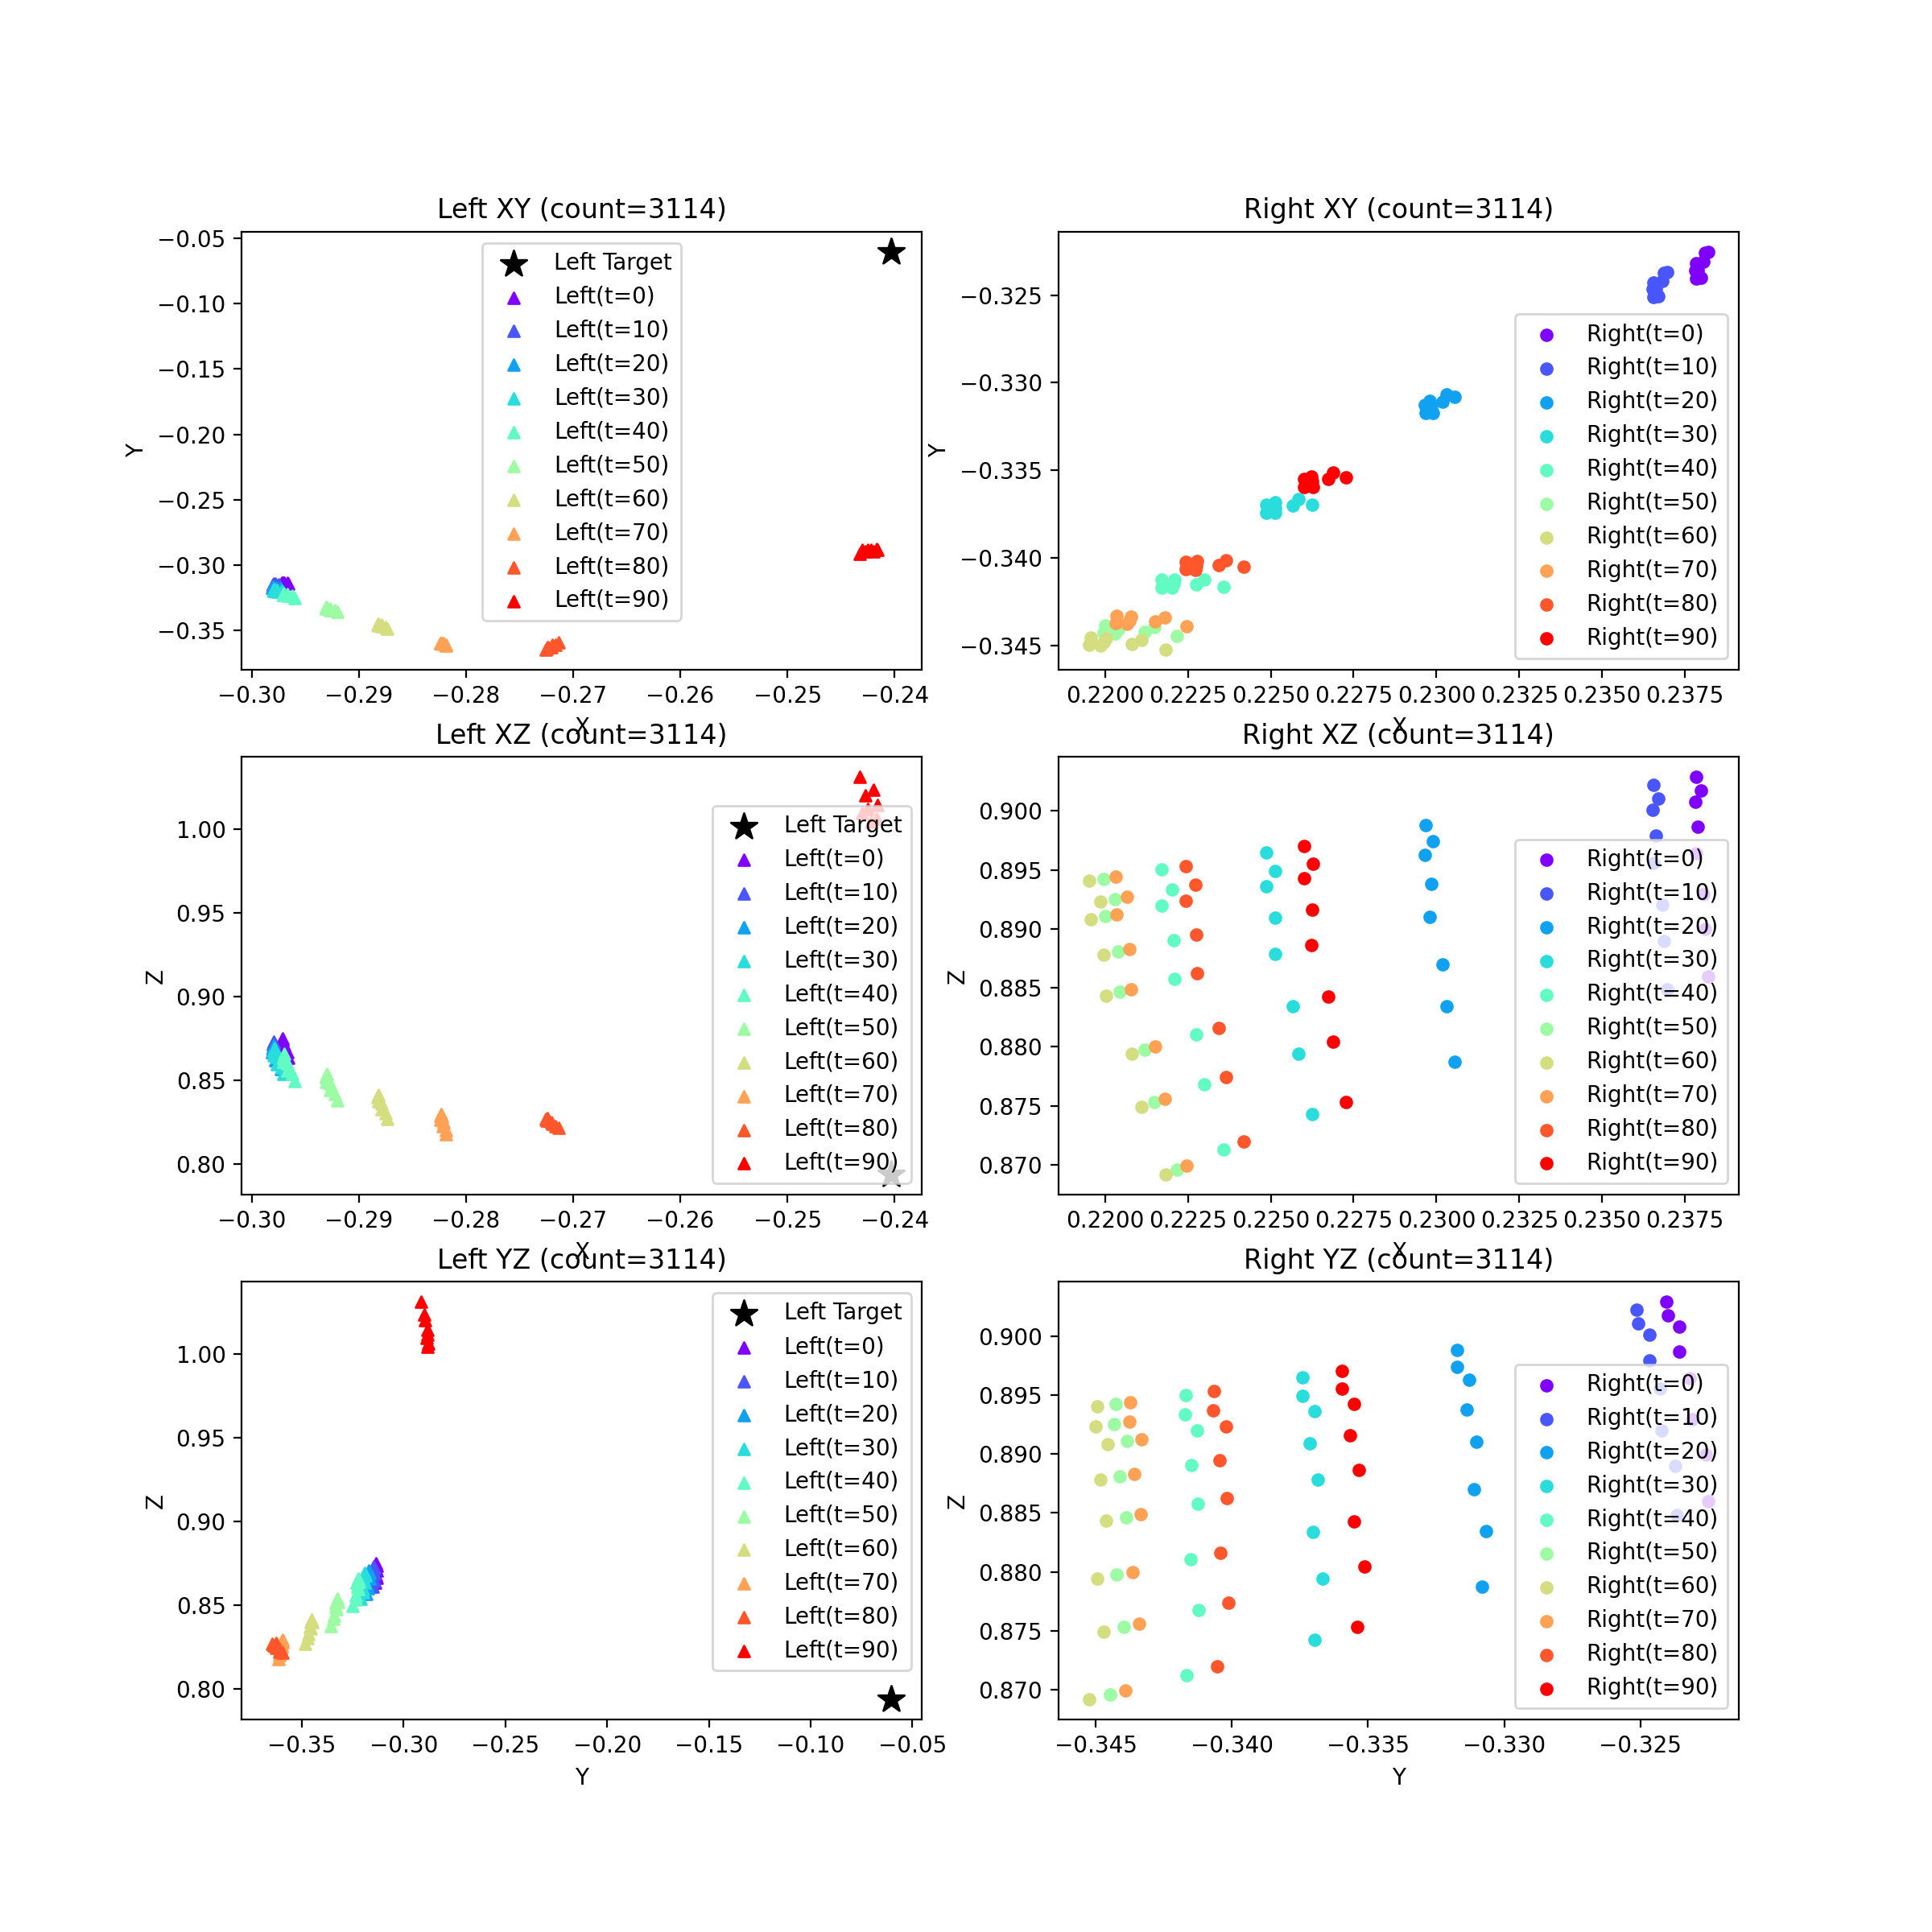 Left XY (count=3114)
Y
−0.05
−0.10
−0.15
−0.20
−0.25
−0.30
−0.35
Left Target
Left(t=0)
Left(t=10)
Left(t=20)
Left(t=30)
Left(t=40)
Left(t=50)
Left(t=60)
Left(t=70)
Left(t=80)
Left(t=90)
−0.30 −0.29 −0.28 −0.27 −0.26 −0.25 −0.24
X
Right XY (count=3114)
Y
−0.325
−0.330
−0.335
−0.340
−0.345
Right(t=0)
Right(t=10)
Right(t=20)
Right(t=30)
Right(t=40)
Right(t=50)
Right(t=60)
Right(t=70)
Right(t=80)
Right(t=90)
0.2200 0.2225 0.2250 0.2275 0.2300 0.2325 0.2350 0.2375
X
Left XZ (count=3114)
Z
1.00
0.95
0.90
0.85
0.80
Left Target
Left(t=0)
Left(t=10)
Left(t=20)
Left(t=30)
Left(t=40)
Left(t=50)
Left(t=60)
Left(t=70)
Left(t=80)
Left(t=90)
−0.30 −0.29 −0.28 −0.27 −0.26 −0.25 −0.24
X
Right XZ (count=3114)
Z
0.900
0.895
0.890
0.885
0.880
0.875
0.870
Right(t=0)
Right(t=10)
Right(t=20)
Right(t=30)
Right(t=40)
Right(t=50)
Right(t=60)
Right(t=70)
Right(t=80)
Right(t=90)
0.2200 0.2225 0.2250 0.2275 0.2300 0.2325 0.2350 0.2375
X
Left YZ (count=3114)
Z
1.00
0.95
0.90
0.85
0.80
Left Target
Left(t=0)
Left(t=10)
Left(t=20)
Left(t=30)
Left(t=40)
Left(t=50)
Left(t=60)
Left(t=70)
Left(t=80)
Left(t=90)
−0.35 −0.30 −0.25 −0.20 −0.15 −0.10 −0.05
Y
Right YZ (count=3114)
Z
0.900
0.895
0.890
0.885
0.880
0.875
0.870
Right(t=0)
Right(t=10)
Right(t=20)
Right(t=30)
Right(t=40)
Right(t=50)
Right(t=60)
Right(t=70)
Right(t=80)
Right(t=90)
−0.345 −0.340 −0.335 −0.330 −0.325
Y